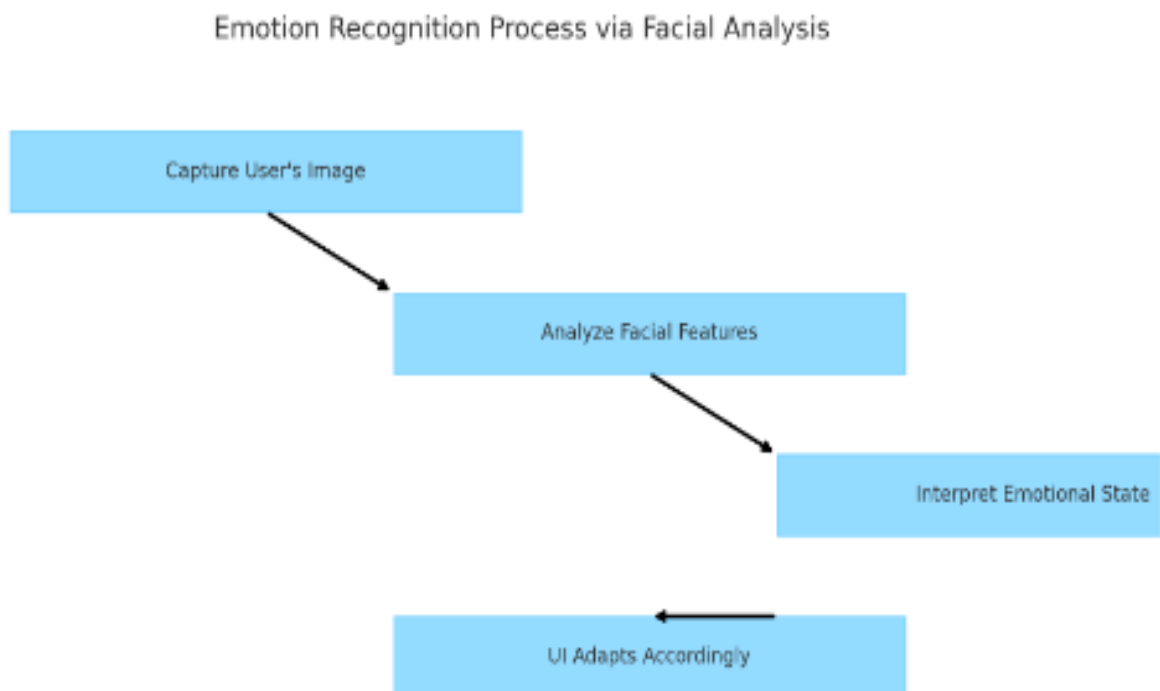 Emotion Recognition Process via Facial Analysis
Capture User's Image
Analyze Facial Features
Interpret Emotional State
UI Adapts Accordingly